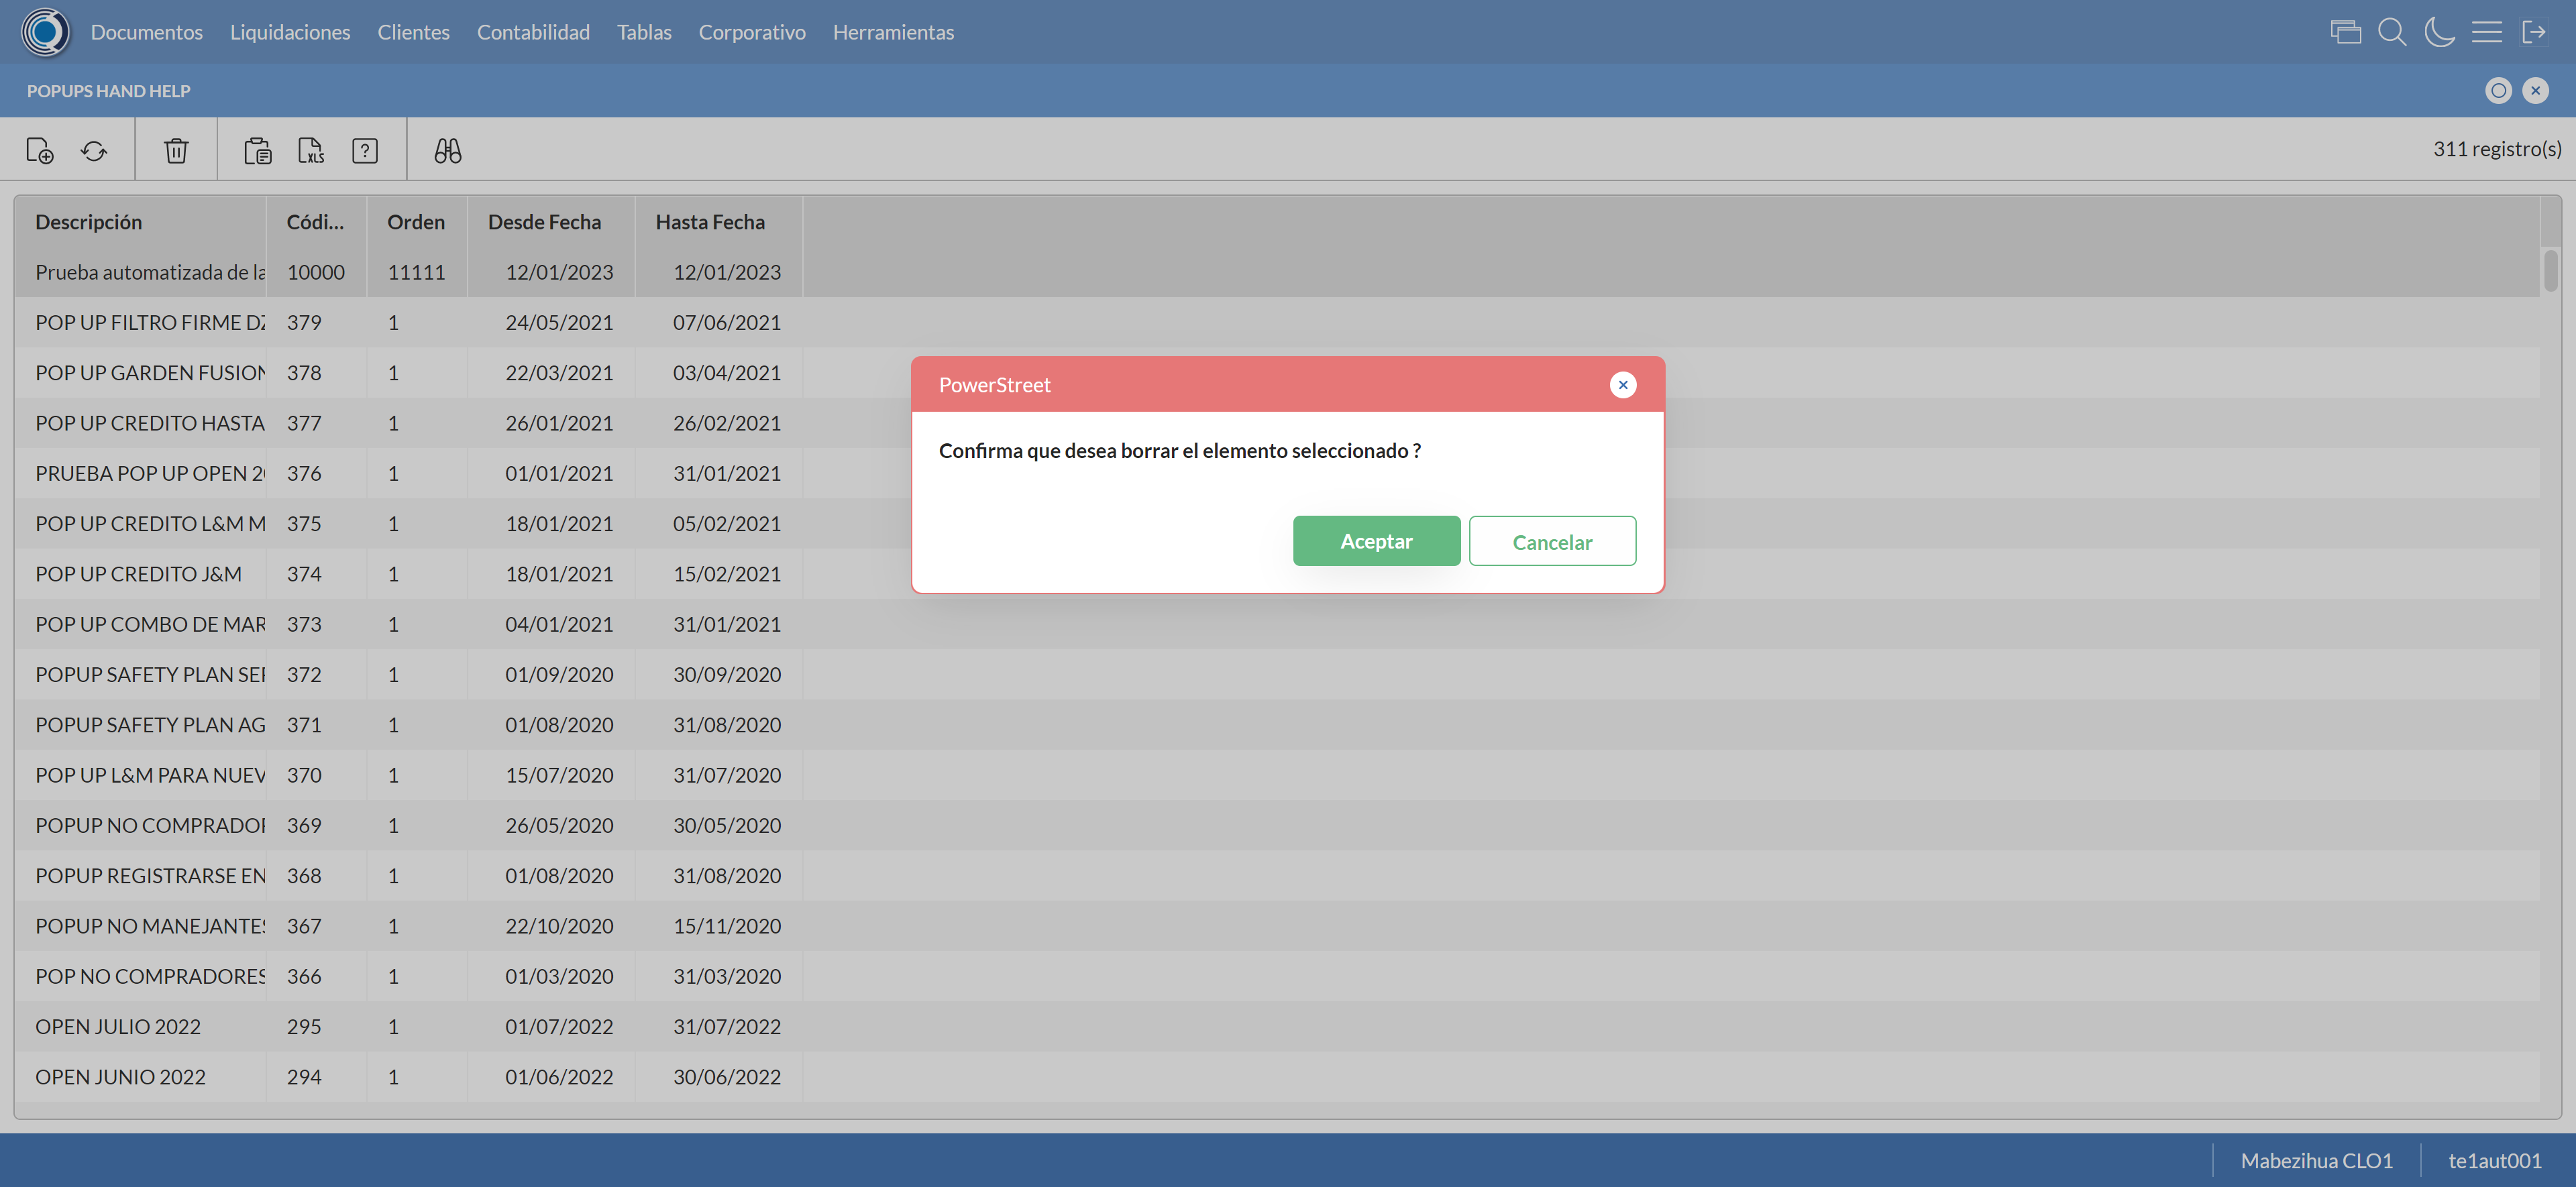 Documentos Liquidaciones Clientes Contabilidad Tablas Corporativo Herramientas
POPUPS HAND HELP
XLS ? 311 registro(s)
Descripción Códi... Orden Desde Fecha Hasta Fecha
Prueba automatizada de la 10000 11111 12/01/2023 12/01/2023
POP UP FILTRO FIRME DZ 379 1 24/05/2021 07/06/2021
POP UP GARDEN FUSION 378 1 22/03/2021 03/04/2021
POP UP CREDITO HASTA 377 1 26/01/2021 26/02/2021
PRUEBA POP UP OPEN 20 376 1 01/01/2021 31/01/2021
POP UP CREDITO L&M M 375 1 18/01/2021 05/02/2021
POP UP CREDITO J&M 374 1 18/01/2021 15/02/2021
POP UP COMBO DE MAR 373 1 04/01/2021 31/01/2021
POPUP SAFETY PLAN SEP 372 1 01/09/2020 30/09/2020
POPUP SAFETY PLAN AG 371 1 01/08/2020 31/08/2020
POP UP L&M PARA NUEV 370 1 15/07/2020 31/07/2020
POPUP NO COMPRADOR 369 1 26/05/2020 30/05/2020
POPUP REGISTRARSE EN 368 1 01/08/2020 31/08/2020
POPUP NO MANEJANTES 367 1 22/10/2020 15/11/2020
POP NO COMPRADORES 366 1 01/03/2020 31/03/2020
OPEN JULIO 2022 295 1 01/07/2022 31/07/2022
OPEN JUNIO 2022 294 1 01/06/2022 30/06/2022
PowerStreet
Confirma que desea borrar el elemento seleccionado ?
Aceptar Cancelar
Mabezihua CLO1 te1aut001